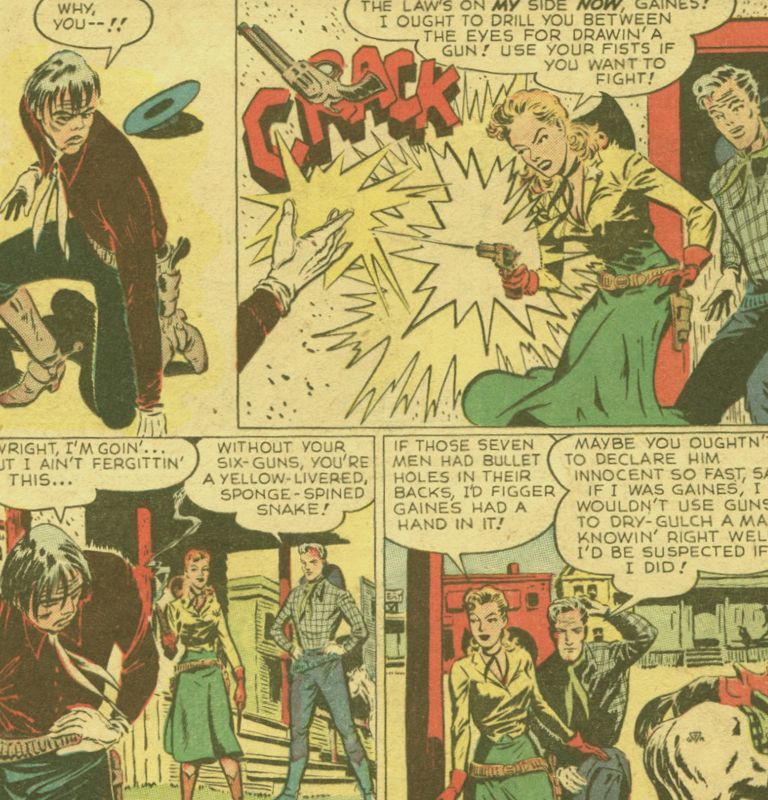 WHY,
YOU--!!
THE LAW'S ON MY SIDE NOW, GAINES!
I OUGHT TO DRILL YOU BETWEEN
THE EYES FOR DRAWIN' A
GUN! USE YOUR FISTS IF
YOU WANT TO
FIGHT!
CRACK
WRIGHT, I'M GOIN'...
UT I AIN'T FERGITTIN'
THIS...
WITHOUT YOUR
SIX-GUNS, YOU'RE
A YELLOW-LIVERED,
SPONGE-SPINED
SNAKE!
IF THOSE SEVEN
MEN HAD BULLET
HOLES IN THEIR
BACKS, I'D FIGGER
GAINES HAD A
HAND IN IT!
MAYBE YOU OUGHTN'T
TO DECLARE HIM
INNOCENT SO FAST, SA
IF I WAS GAINES, I
WOULDN'T USE GUNS
TO DRY-GULCH A MA
KNOWIN' RIGHT WELL
I'D BE SUSPECTED IF
I DID!